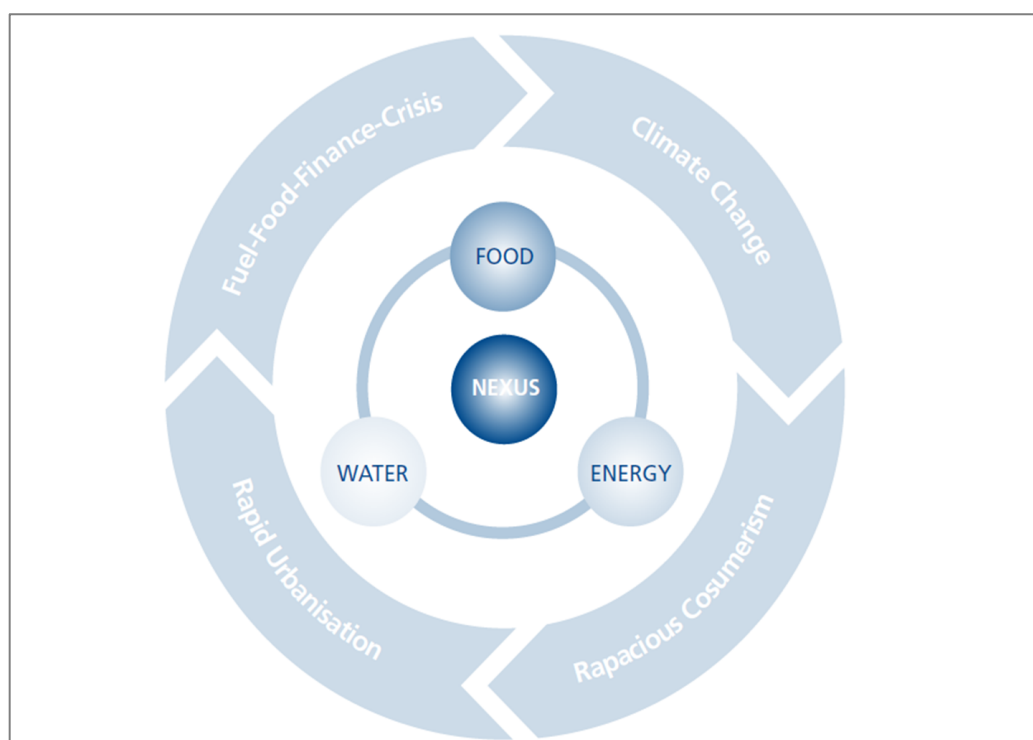 Fuel-Food-Finance-Crisis
Climate Change
FOOD
NEXUS
WATER
ENERGY
Rapid Urbanisation
Rapacious Cosumerism